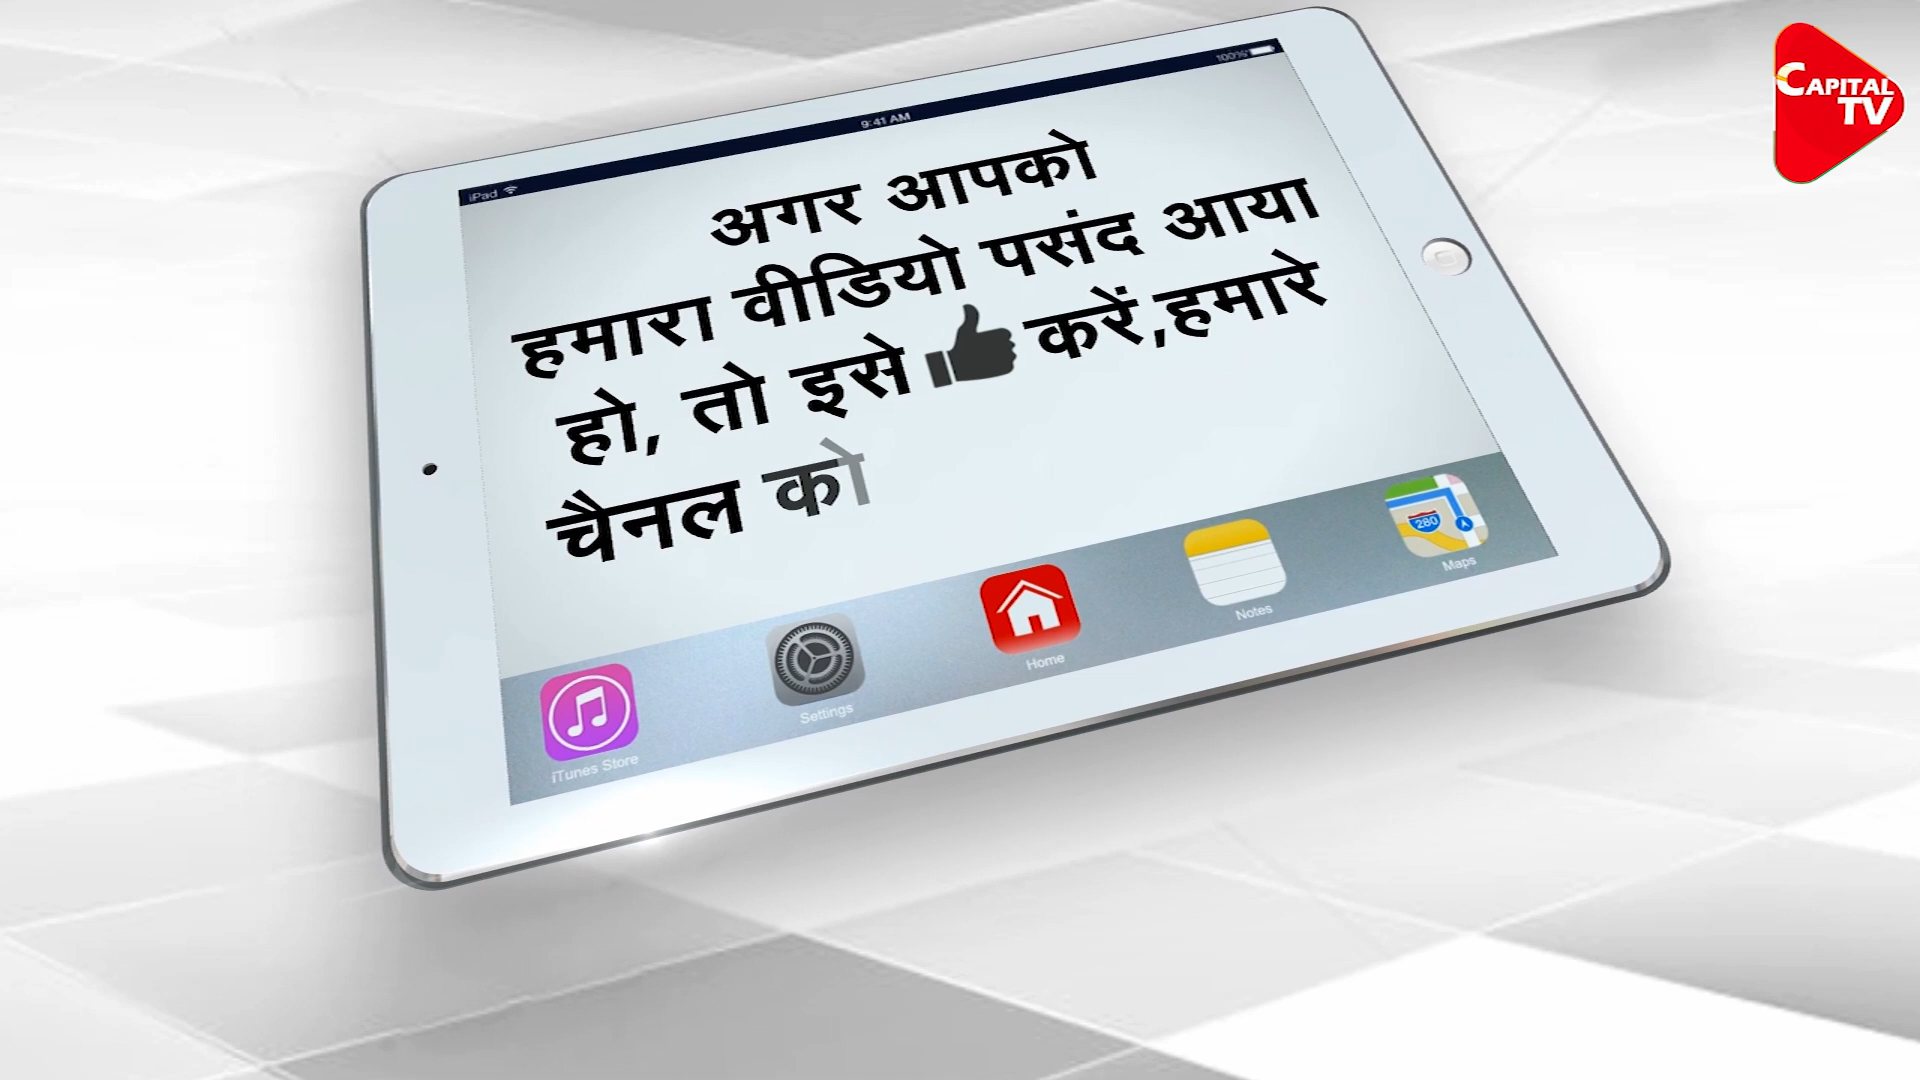 CAPITAL
TV
iPad
9:41 AM
100%
अगर आपको
हमारा वीडियो पसंद आया
हो, तो इसे करें,हमारे
चैनल को
iTunes Store
Settings
Home
Notes
280
Maps